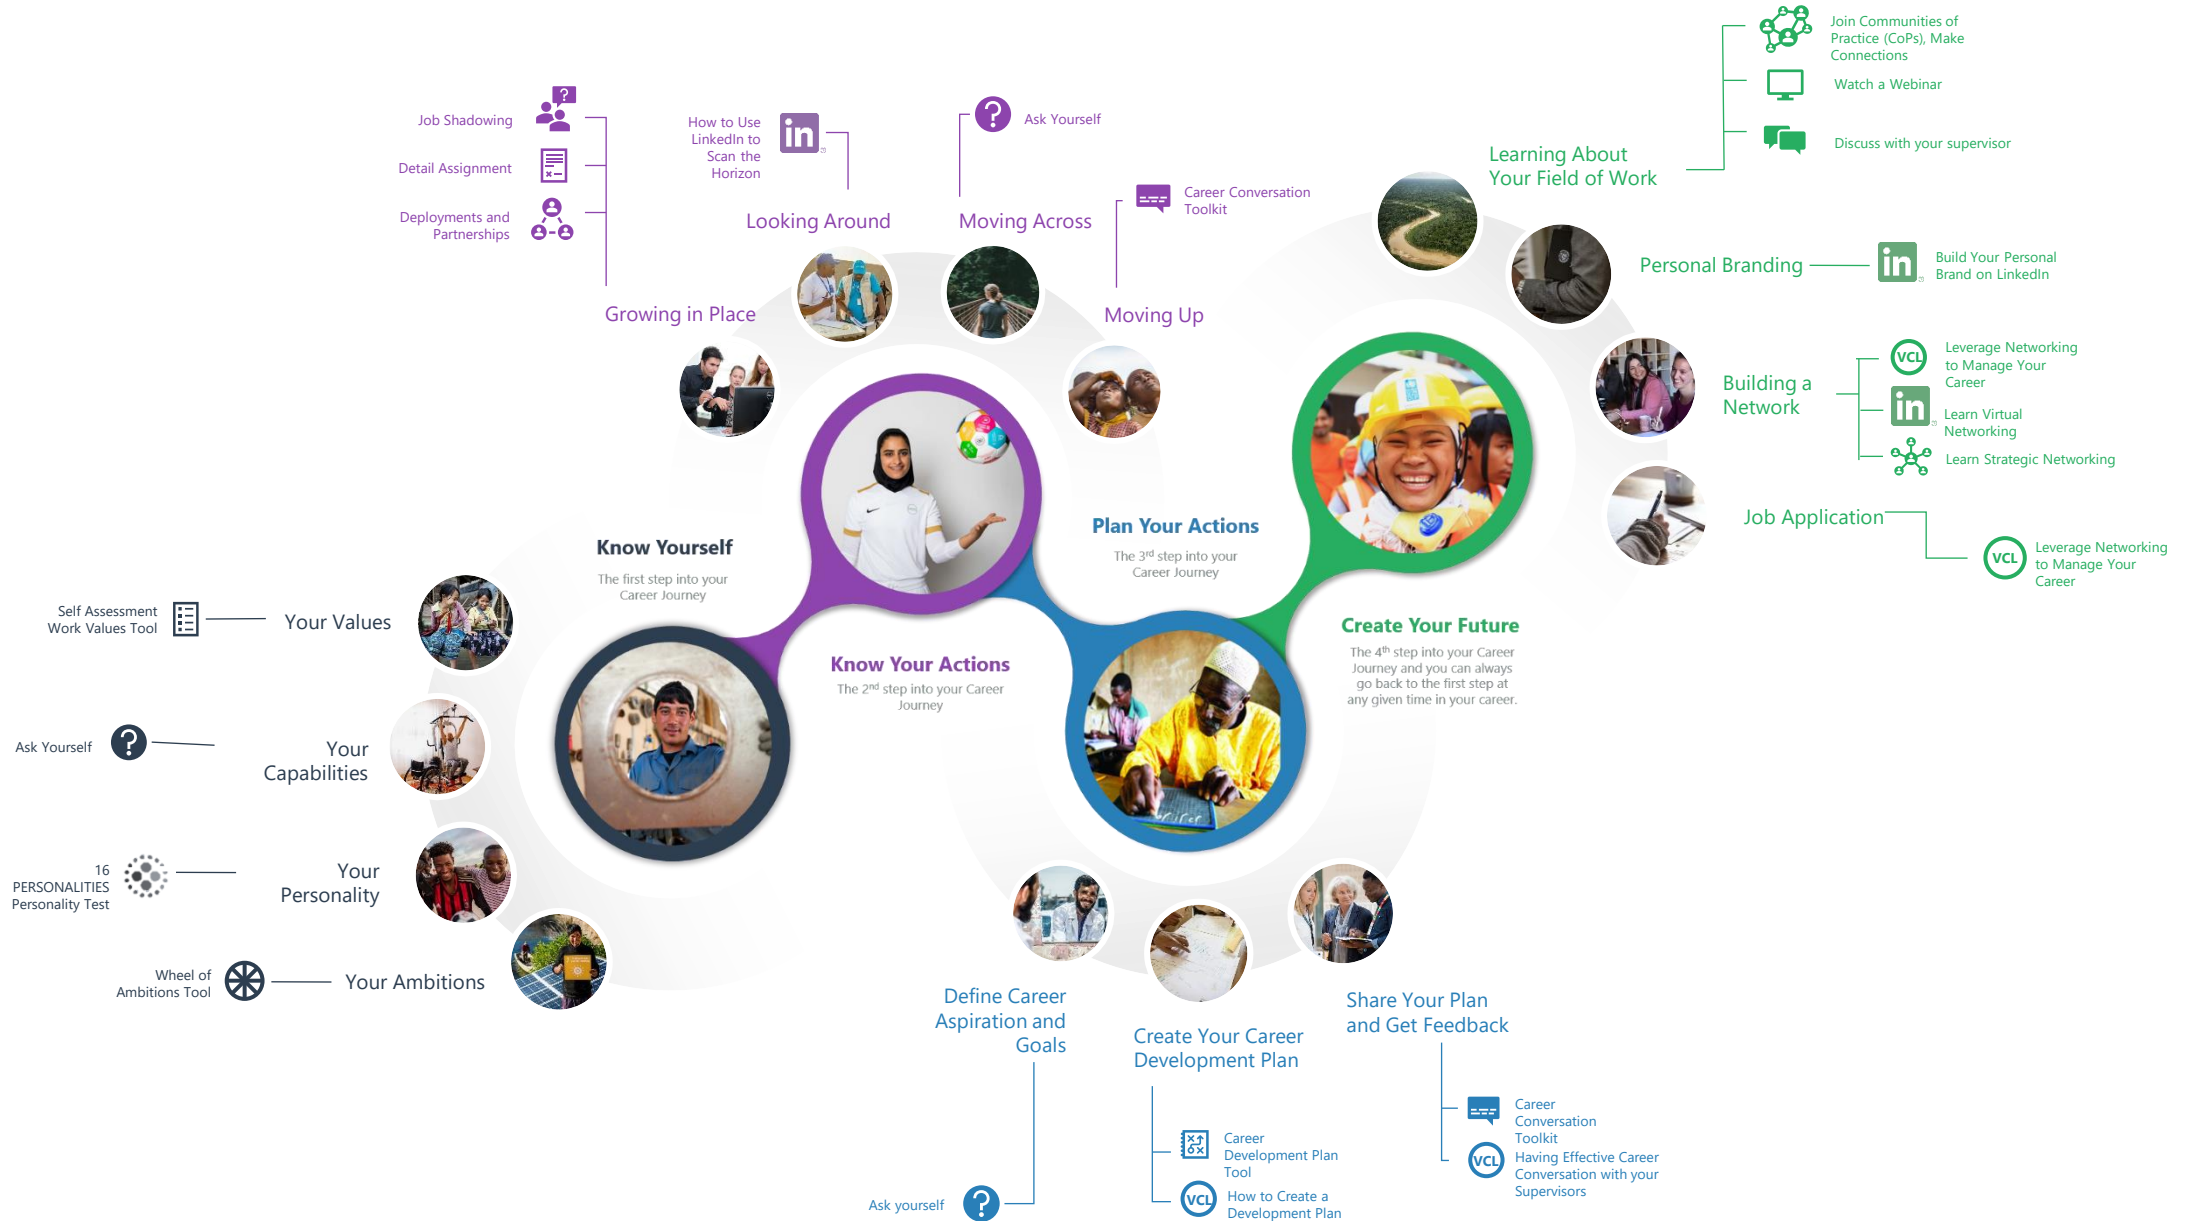 Join Communities of
Practice (CoPs), Make
Connections
Watch a Webinar
Discuss with your supervisor
Learning About
Your Field of Work
Job Shadowing
Detail Assignment
Deployments and
Partnerships
Growing in Place
How to Use
LinkedIn to
Scan the
Horizon
in
Looking Around
Ask Yourself
Moving Across
Career Conversation
Toolkit
Moving Up
Personal Branding
in
Build Your Personal
Brand on LinkedIn
Building a
Network
VCL
Leverage Networking
to Manage Your
Career
in
Learn Virtual
Networking
Learn Strategic Networking
Job Application
VCL
Leverage Networking
to Manage Your
Career
Know Yourself
The first step into your
Career Journey
Plan Your Actions
The 3rd step into your
Career Journey
Know Your Actions
The 2nd step into your Career
Journey
Create Your Future
The 4th step into your Career
Journey and you can always
go back to the first step at
any given time in your career.
Self Assessment
Work Values Tool
Your Values
Ask Yourself
Your
Capabilities
16
PERSONALITIES
Personality Test
Your
Personality
Wheel of
Ambitions Tool
Your Ambitions
Define Career
Aspiration and
Goals
Ask yourself
Create Your Career
Development Plan
Career
Development Plan
Tool
VCL
How to Create a
Development Plan
Share Your Plan
and Get Feedback
Career
Conversation
Toolkit
VCL
Having Effective Career
Conversation with your
Supervisors